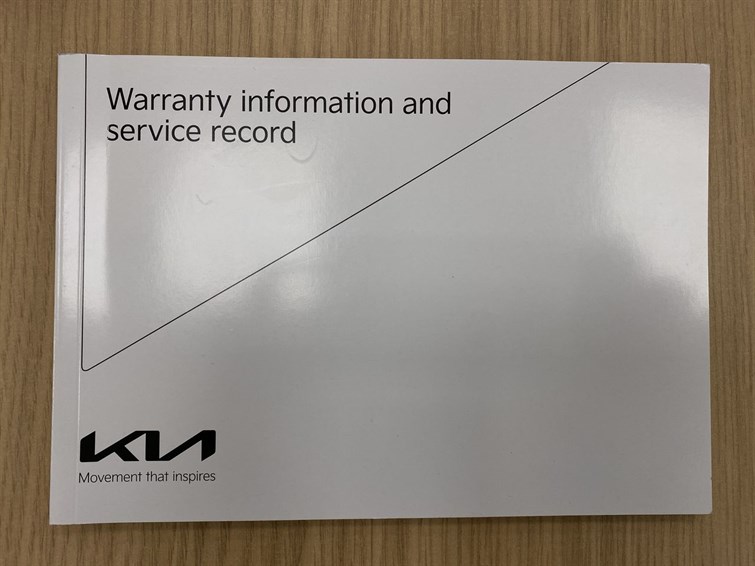 Warranty information and
service record
KIA
Movement that inspires